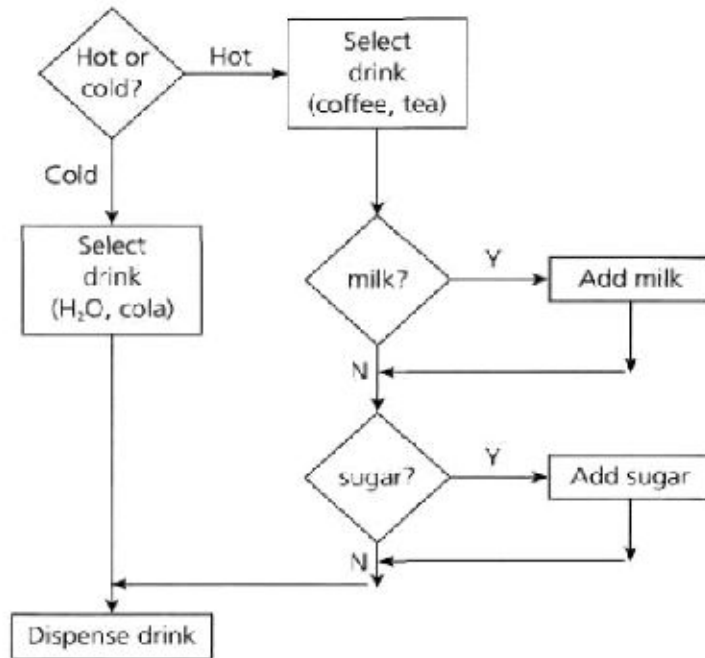 Hot or
cold?
Hot
Select
drink
(coffee, tea)
Cold
Select
drink
(H₂O, cola)
milk?
Y
Add milk
N
sugar?
Y
Add sugar
N
Dispense drink